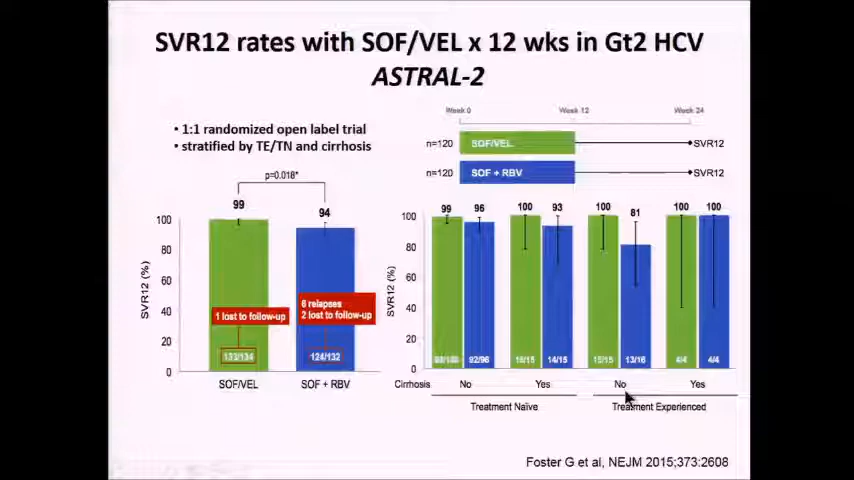 SVR12 rates with SOF/VEL x 12 wks in Gt2 HCV
ASTRAL-2
• 1:1 randomized open label trial
• stratified by TE/TN and cirrhosis
Week 0 Week 12 Week 24
n=120 SOF/VEL SVR12
n=120 SOF + RBV SVR12
p=0.018*
99 94
SVR12 (%)
100
80
60
40
20
0
1 lost to follow-up
6 relapses
2 lost to follow-up
133/134 124/132
SOF/VEL SOF + RBV
99 96 100 93 100 81 100 100
SVR12 (%)
100
80
60
40
20
0
92/96 15/15 14/15 15/15 13/16 4/4 4/4
Cirrhosis No Yes No Yes
Treatment Naïve Treatment Experienced
Foster G et al, NEJM 2015;373:2608